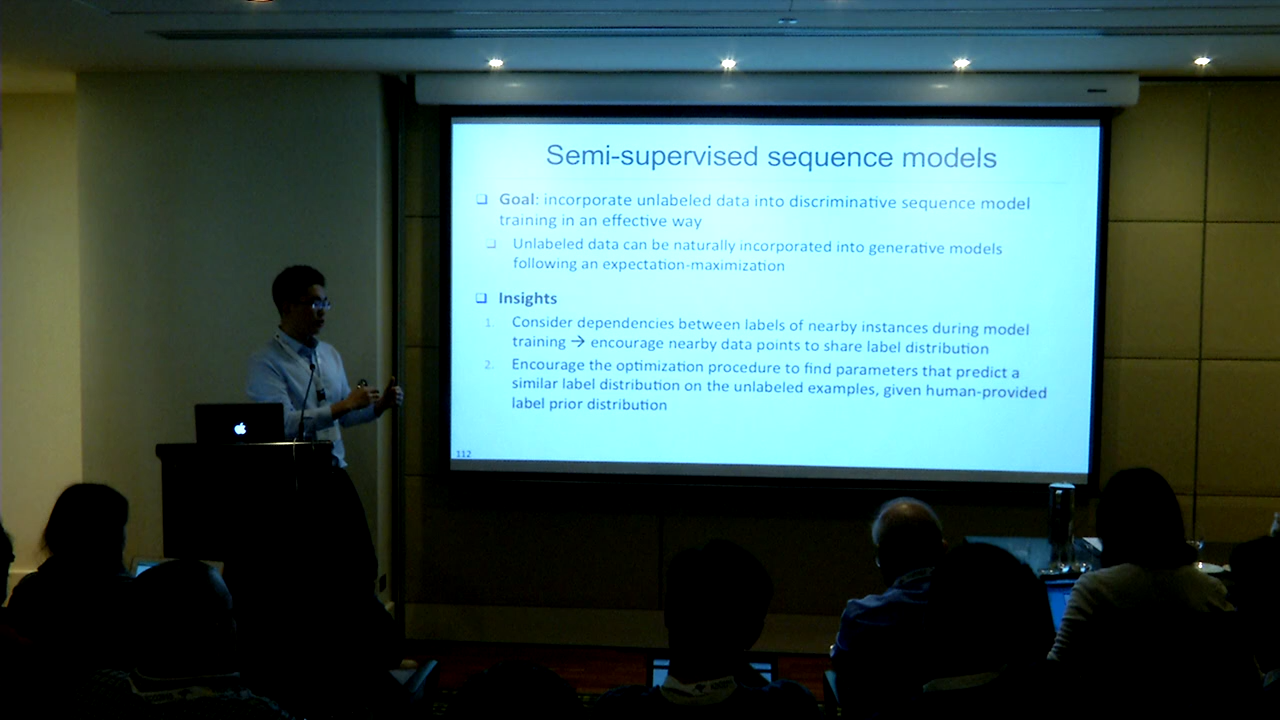 Semi-supervised sequence models
❑ Goal: incorporate unlabeled data into discriminative sequence model
training in an effective way
❑ Unlabeled data can be naturally incorporated into generative models
following an expectation-maximization
❑ Insights
1. Consider dependencies between labels of nearby instances during model
training → encourage nearby data points to share label distribution
2. Encourage the optimization procedure to find parameters that predict a
similar label distribution on the unlabeled examples, given human-provided
label prior distribution
112